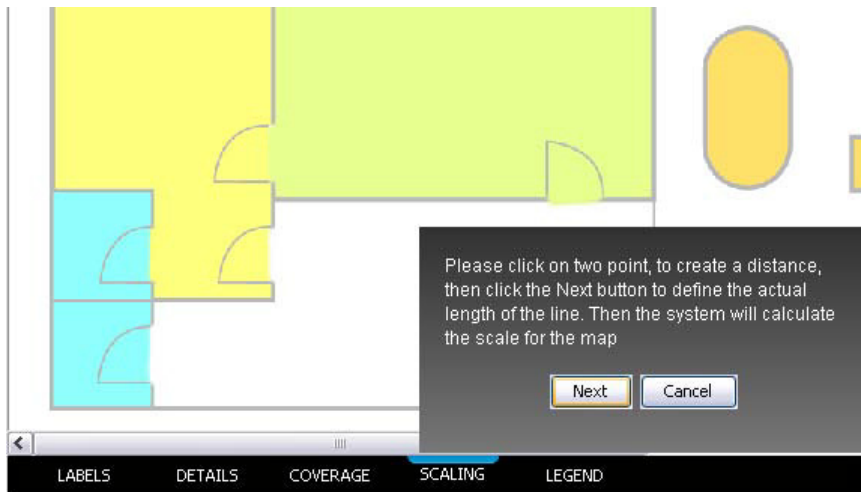 Please click on two point, to create a distance,
then click the Next button to define the actual
length of the line. Then the system will calculate
the scale for the map
Next Cancel
LABELS DETAILS COVERAGE SCALING LEGEND